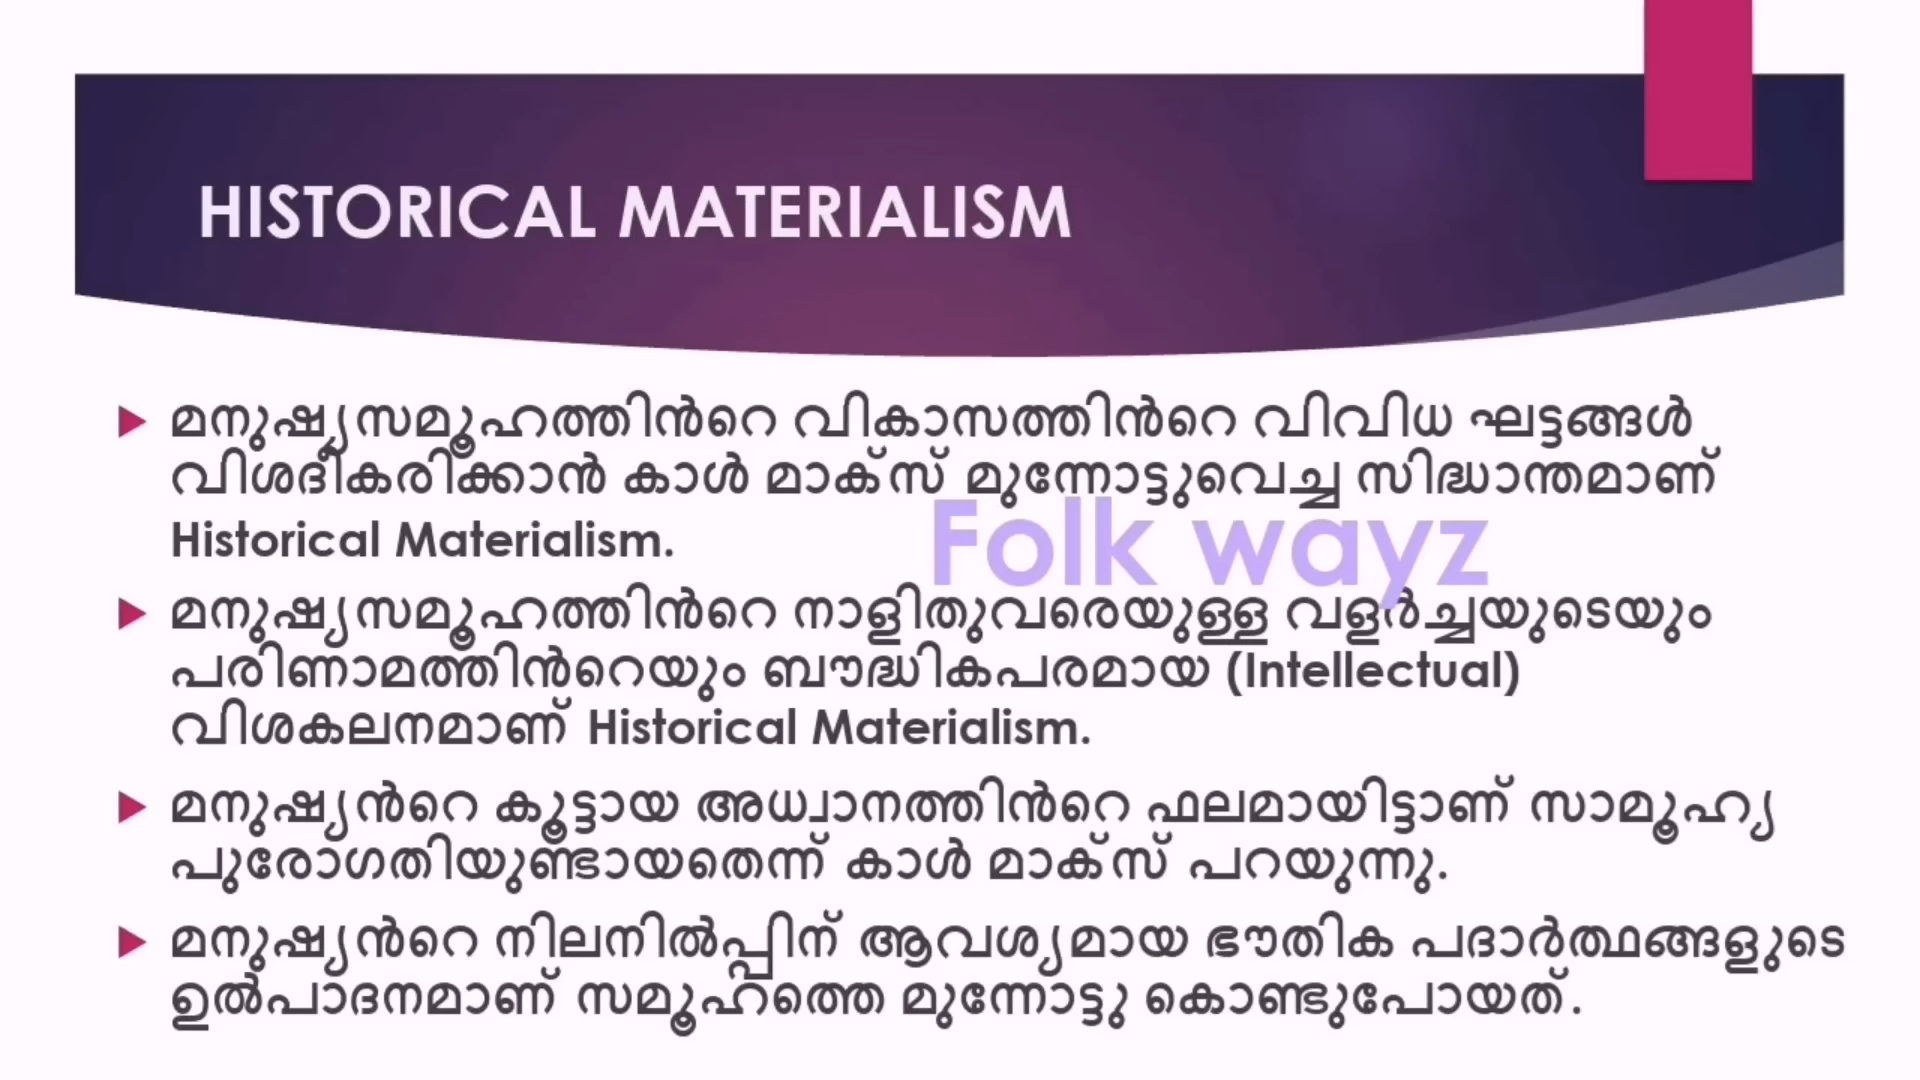 HISTORICAL MATERIALISM
മനുഷ്യസമൂഹത്തിൻറെ വികാസത്തിൻറെ വിവിധ ഘട്ടങ്ങൾ
വിശദീകരിക്കാൻ കാൾ മാക്സ് മുന്നോട്ടുവെച്ച സിദ്ധാന്തമാണ്
Historical Materialism.
Folk wayz
മനുഷ്യസമൂഹത്തിൻറെ നാളിതുവരെയുള്ള വളർച്ചയുടെയും
പരിണാമത്തിൻറെയും ബൗദ്ധികപരമായ (Intellectual)
വിശകലനമാണ് Historical Materialism.
മനുഷ്യൻറെ കൂട്ടായ അധ്വാനത്തിൻറെ ഫലമായിട്ടാണ് സാമൂഹ്യ
പുരോഗതിയുണ്ടായതെന്ന് കാൾ മാക്സ് പറയുന്നു.
മനുഷ്യൻറെ നിലനിൽപ്പിന് ആവശ്യമായ ഭൗതിക പദാർത്ഥങ്ങളുടെ
ഉൽപാദനമാണ് സമൂഹത്തെ മുന്നോട്ടു കൊണ്ടുപോയത്.